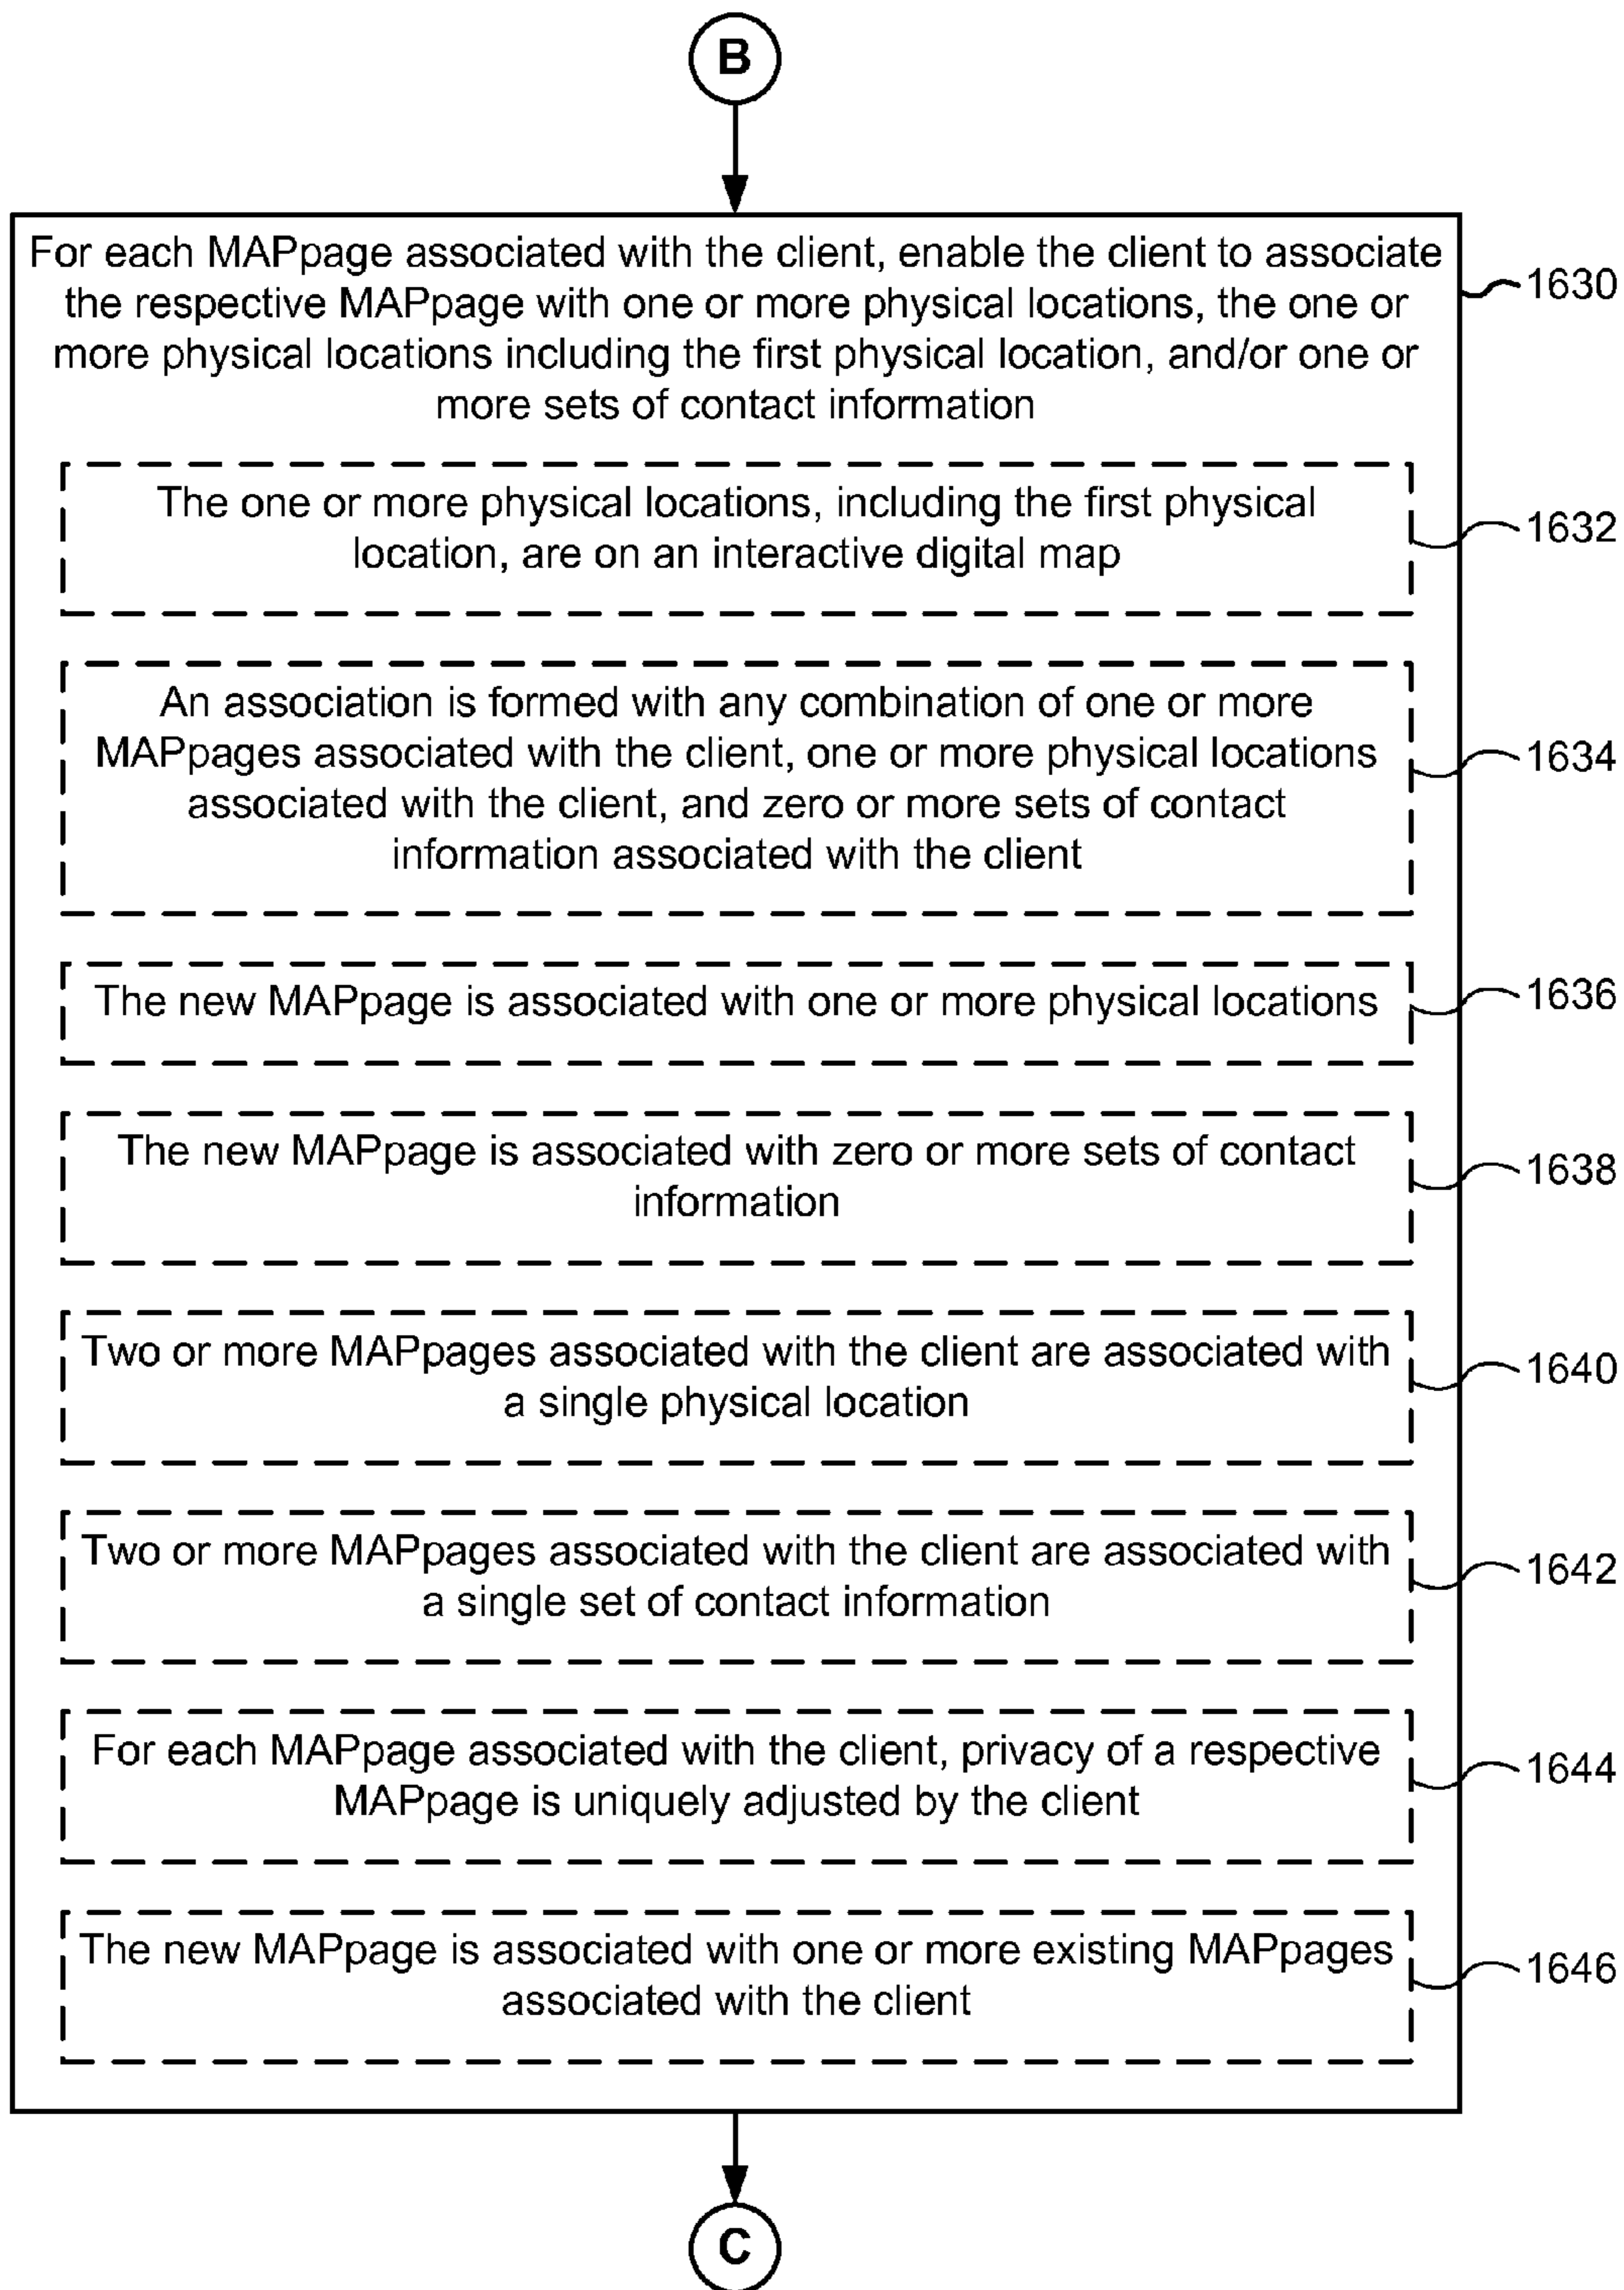 B
For each MAPpage associated with the client, enable the client to associate
the respective MAPpage with one or more physical locations, the one or
more physical locations including the first physical location, and/or one or
more sets of contact information
1630
The one or more physical locations, including the first physical
location, are on an interactive digital map
1632
An association is formed with any combination of one or more
MAPpages associated with the client, one or more physical locations
associated with the client, and zero or more sets of contact
information associated with the client
1634
The new MAPpage is associated with one or more physical locations
1636
The new MAPpage is associated with zero or more sets of contact
information
1638
Two or more MAPpages associated with the client are associated with
a single physical location
1640
Two or more MAPpages associated with the client are associated with
a single set of contact information
1642
For each MAPpage associated with the client, privacy of a respective
MAPpage is uniquely adjusted by the client
1644
The new MAPpage is associated with one or more existing MAPpages
associated with the client
1646
C